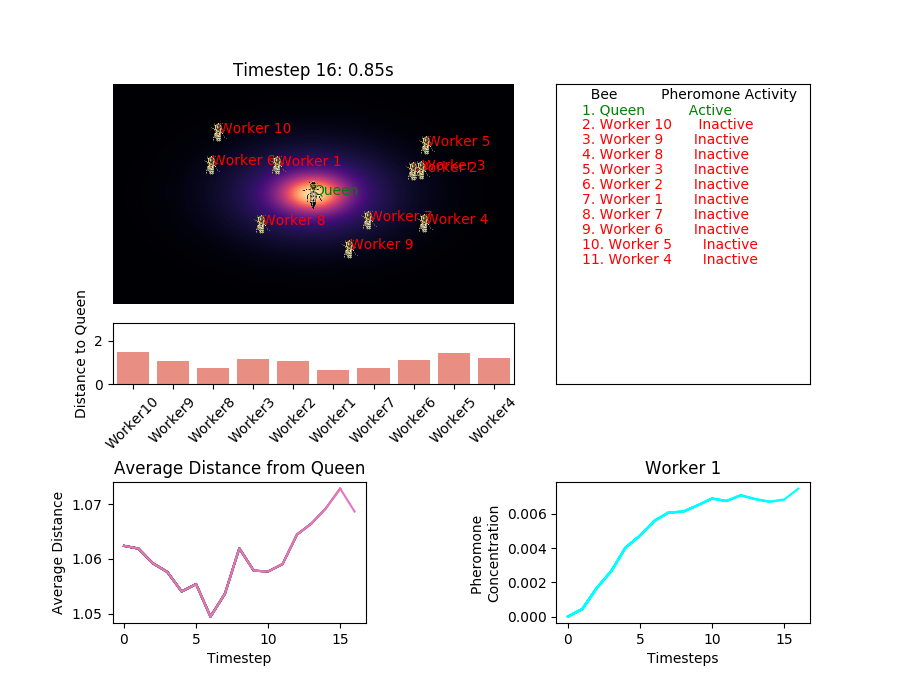 Timestep 16: 0.85s
Worker 10
Worker 5
Worker 6
Worker 1
Worker 3
Worker 2
Queen
Worker 8
Worker 7
Worker 4
Worker 9
Bee Pheromone Activity
1. Queen Active
2. Worker 10 Inactive
3. Worker 9 Inactive
4. Worker 8 Inactive
5. Worker 3 Inactive
6. Worker 2 Inactive
7. Worker 1 Inactive
8. Worker 7 Inactive
9. Worker 6 Inactive
10. Worker 5 Inactive
11. Worker 4 Inactive
Distance to Queen
2
0
Worker10
Worker9
Worker8
Worker3
Worker2
Worker1
Worker7
Worker6
Worker5
Worker4
Average Distance from Queen
Average Distance
1.07
1.06
1.05
0 5 10 15
Timestep
Worker 1
Pheromone
Concentration
0.006
0.004
0.002
0.000
0 5 10 15
Timesteps